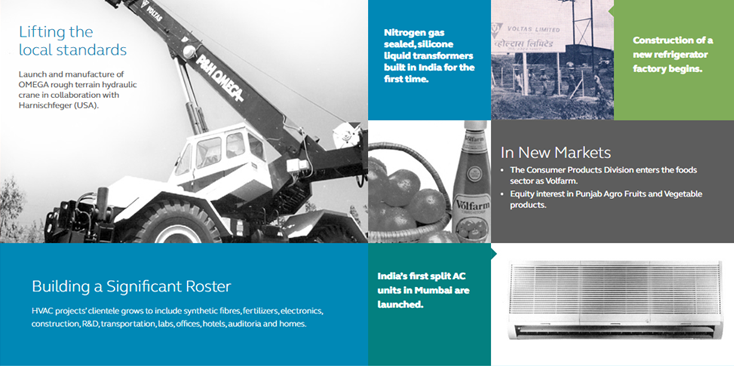 Lifting the
local standards
Launch and manufacture of
OMEGA rough terrain hydraulic
crane in collaboration with
Harnischfeger (USA).
VOLTAS
P&H OMEGA
Nitrogen gas
sealed, silicone
liquid transformers
built in India for the
first time.
VOLTAS LIMITED
वोल्टास लिमिटेड
Construction of a
new refrigerator
factory begins.
Volfarm
In New Markets
• The Consumer Products Division enters the foods
sector as Volfarm.
• Equity interest in Punjab Agro Fruits and Vegetable
products.
Building a Significant Roster
HVAC projects' clientele grows to include synthetic fibres, fertilizers, electronics,
construction, R&D, transportation, labs, offices, hotels, auditoria and homes.
India's first split AC
units in Mumbai are
launched.